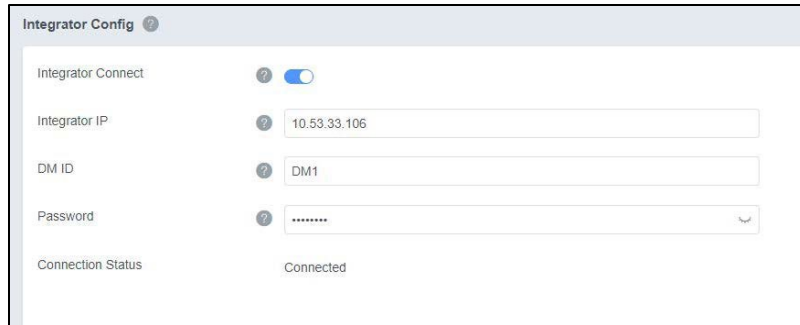 Integrator Config ?
Integrator Connect ?
Integrator IP ? 10.53.33.106
DM ID ? DM1
Password ? ••••••••
Connection Status Connected